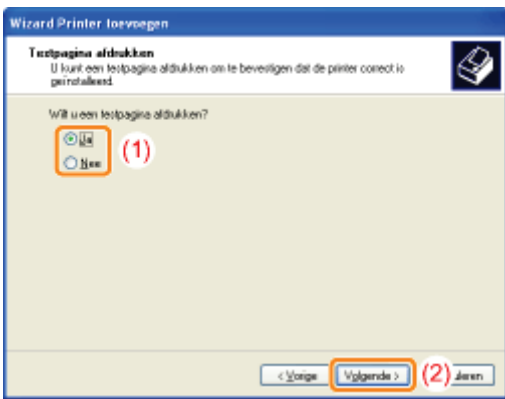 Wizard Printer toevoegen
Testpagina afdrukken
U kunt een testpagina afdrukken om te bevestigen dat de printer correct is
geïnstalleerd.
Wilt u een testpagina afdrukken?
Ja
(1)
Nee
< Vorige
Volgende >
(2)